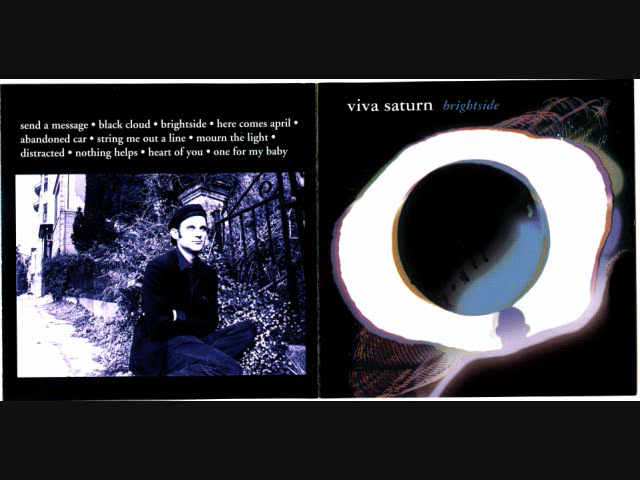 send a message • black cloud • brightside • here comes april •
abandoned car • string me out a line • mourn the light •
distracted • nothing helps • heart of you • one for my baby
viva saturn brightside